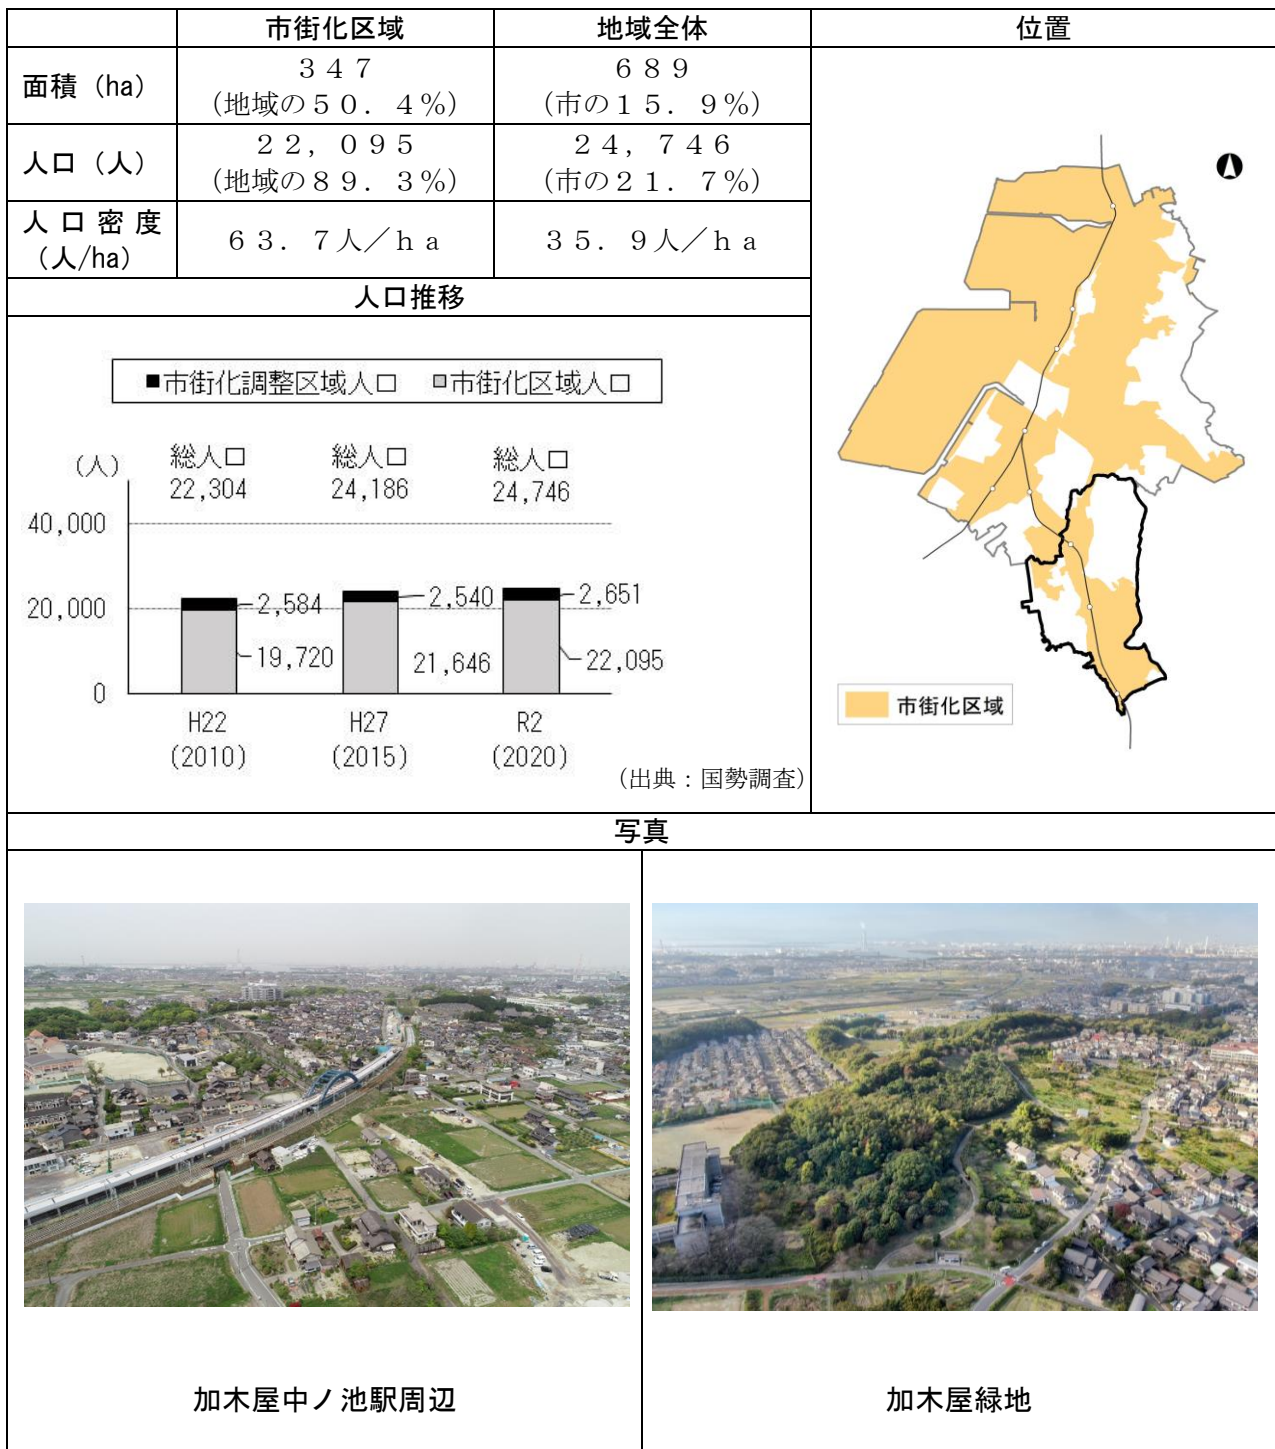 市街化区域 地域全体 位置
面積（ha） ３４７ ６８９
（地域の５０．４％） （市の１５．９％）
人口（人） ２２，０９５ ２４，７４６
（地域の８９．３％） （市の２１．７％）
人口密度
（人/ha） ６３．７人／ｈａ ３５．９人／ｈａ
人口推移
■市街化調整区域人口 ■市街化区域人口
（人）
総人口 総人口 総人口
22,304 24,186 24,746
40,000
20,000
0
2,584 2,540 2,651
19,720 21,646 22,095
H22 H27 R2
(2010) (2015) (2020)
（出典：国勢調査）
市街化区域
写真
加木屋中ノ池駅周辺 加木屋緑地